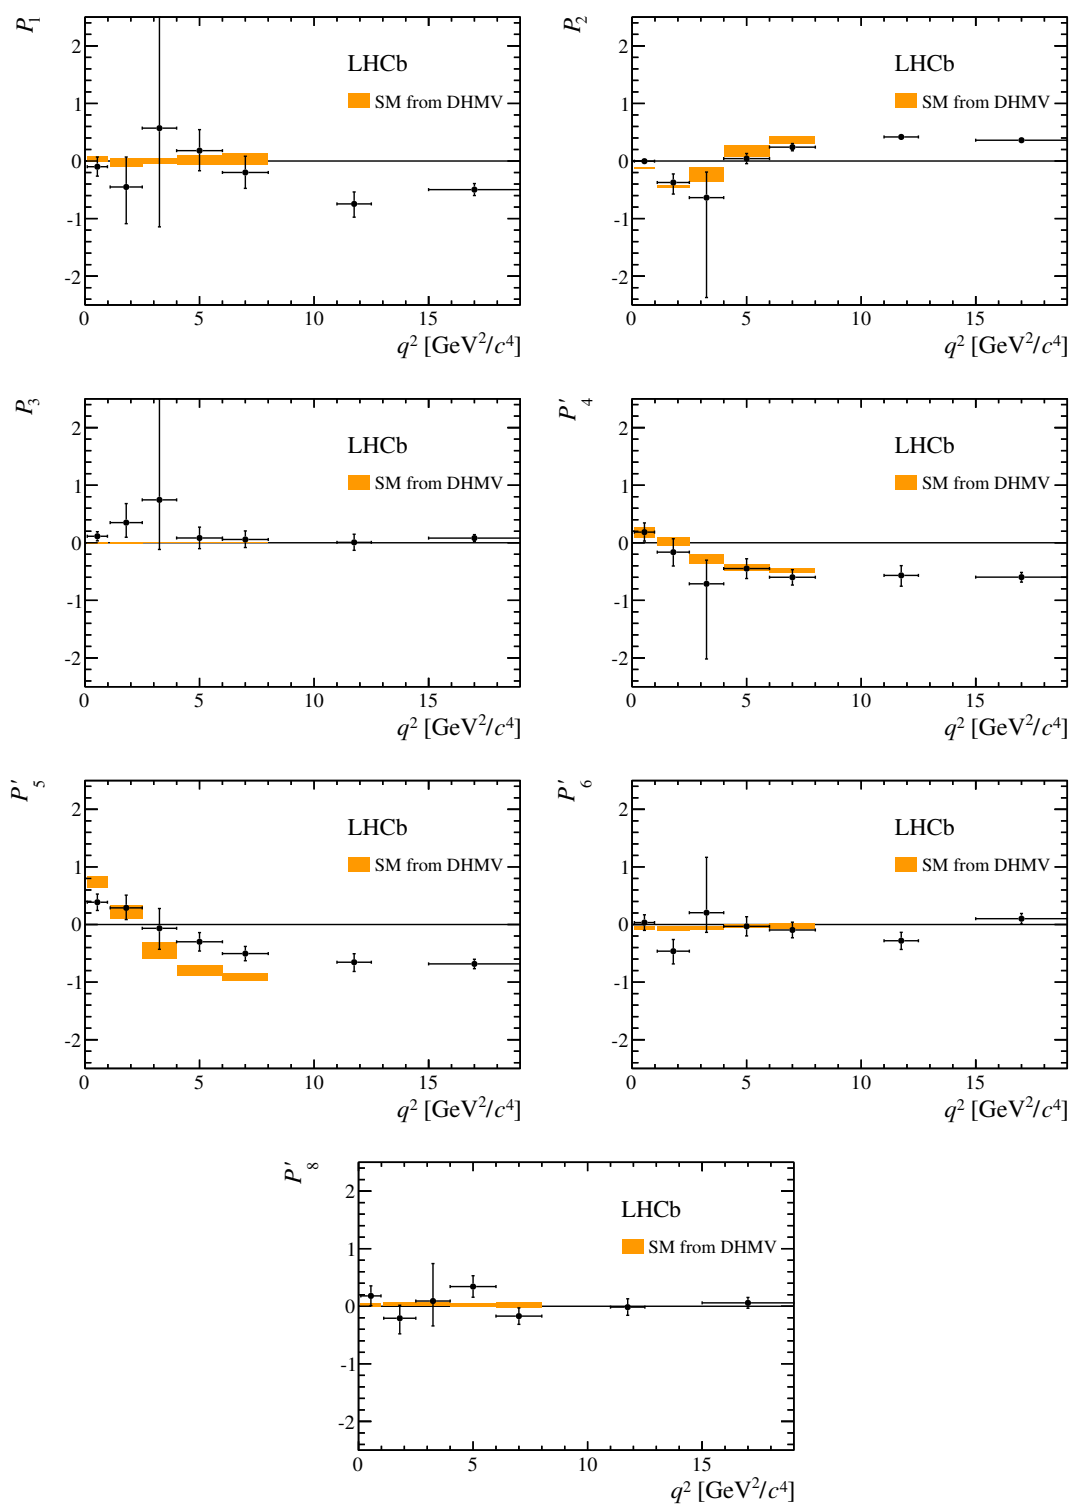 P₁
2
1
0
-1
-2
0 5 10 15
q² [GeV²/c⁴]
LHCb
SM from DHMV
P₂
2
1
0
-1
-2
0 5 10 15
q² [GeV²/c⁴]
LHCb
SM from DHMV
P₃
2
1
0
-1
-2
0 5 10 15
q² [GeV²/c⁴]
LHCb
SM from DHMV
P′₄
2
1
0
-1
-2
0 5 10 15
q² [GeV²/c⁴]
LHCb
SM from DHMV
P′₅
2
1
0
-1
-2
0 5 10 15
q² [GeV²/c⁴]
LHCb
SM from DHMV
P′₆
2
1
0
-1
-2
0 5 10 15
q² [GeV²/c⁴]
LHCb
SM from DHMV
P′₈
2
1
0
-1
-2
0 5 10 15
q² [GeV²/c⁴]
LHCb
SM from DHMV